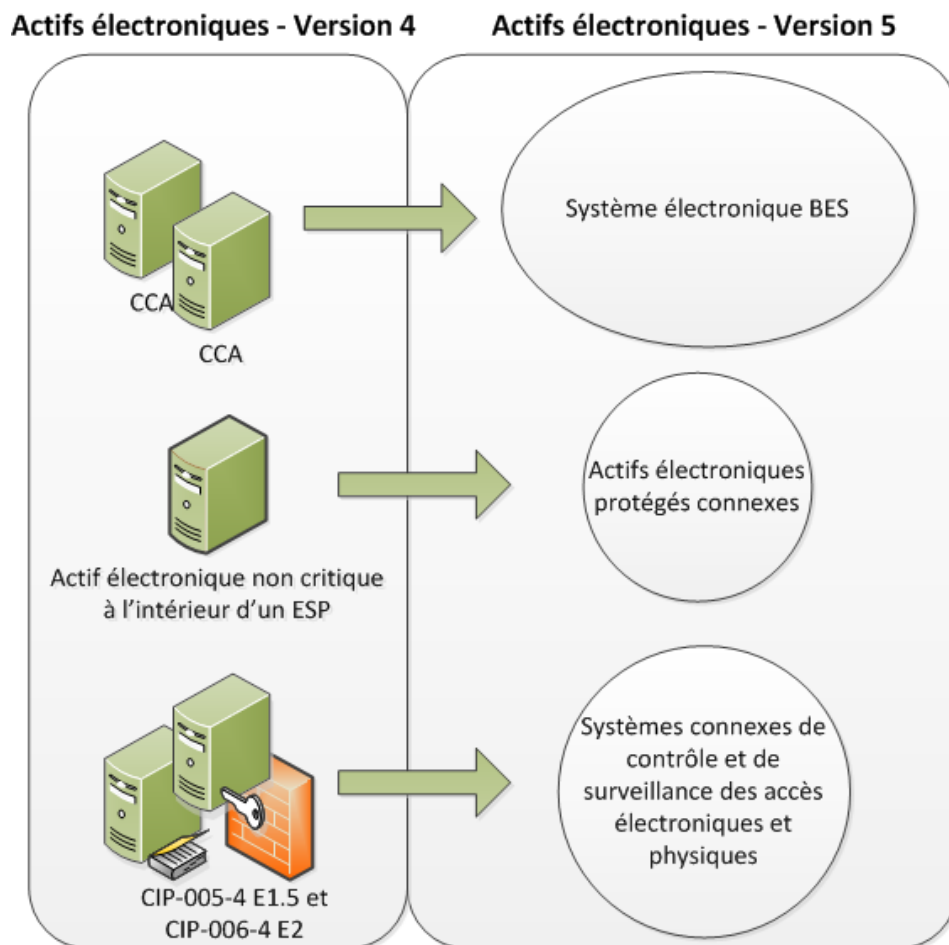 Actifs électroniques - Version 4
Actifs électroniques - Version 5
CCA
CCA
Système électronique BES
Actif électronique non critique
à l'intérieur d'un ESP
Actifs électroniques
protégés connexes
CIP-005-4 E1.5 et
CIP-006-4 E2
Systèmes connexes de
contrôle et de
surveillance des accès
électroniques et
physiques